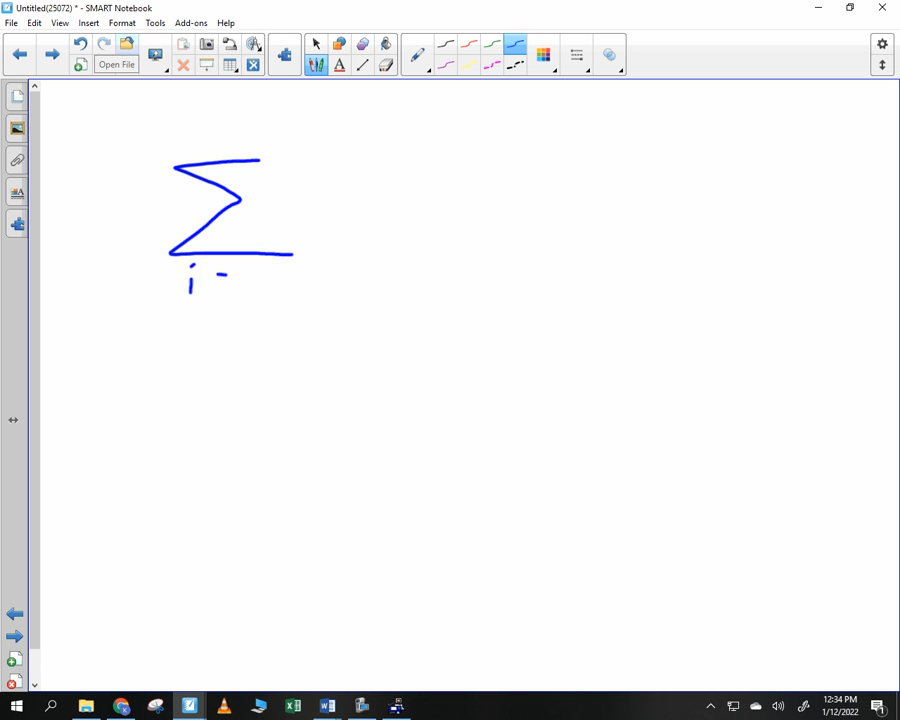 Untitled(25072) * - SMART Notebook
File Edit View Insert Format Tools Add-ons Help
Open File
Σ
i -
12:34 PM
1/12/2022